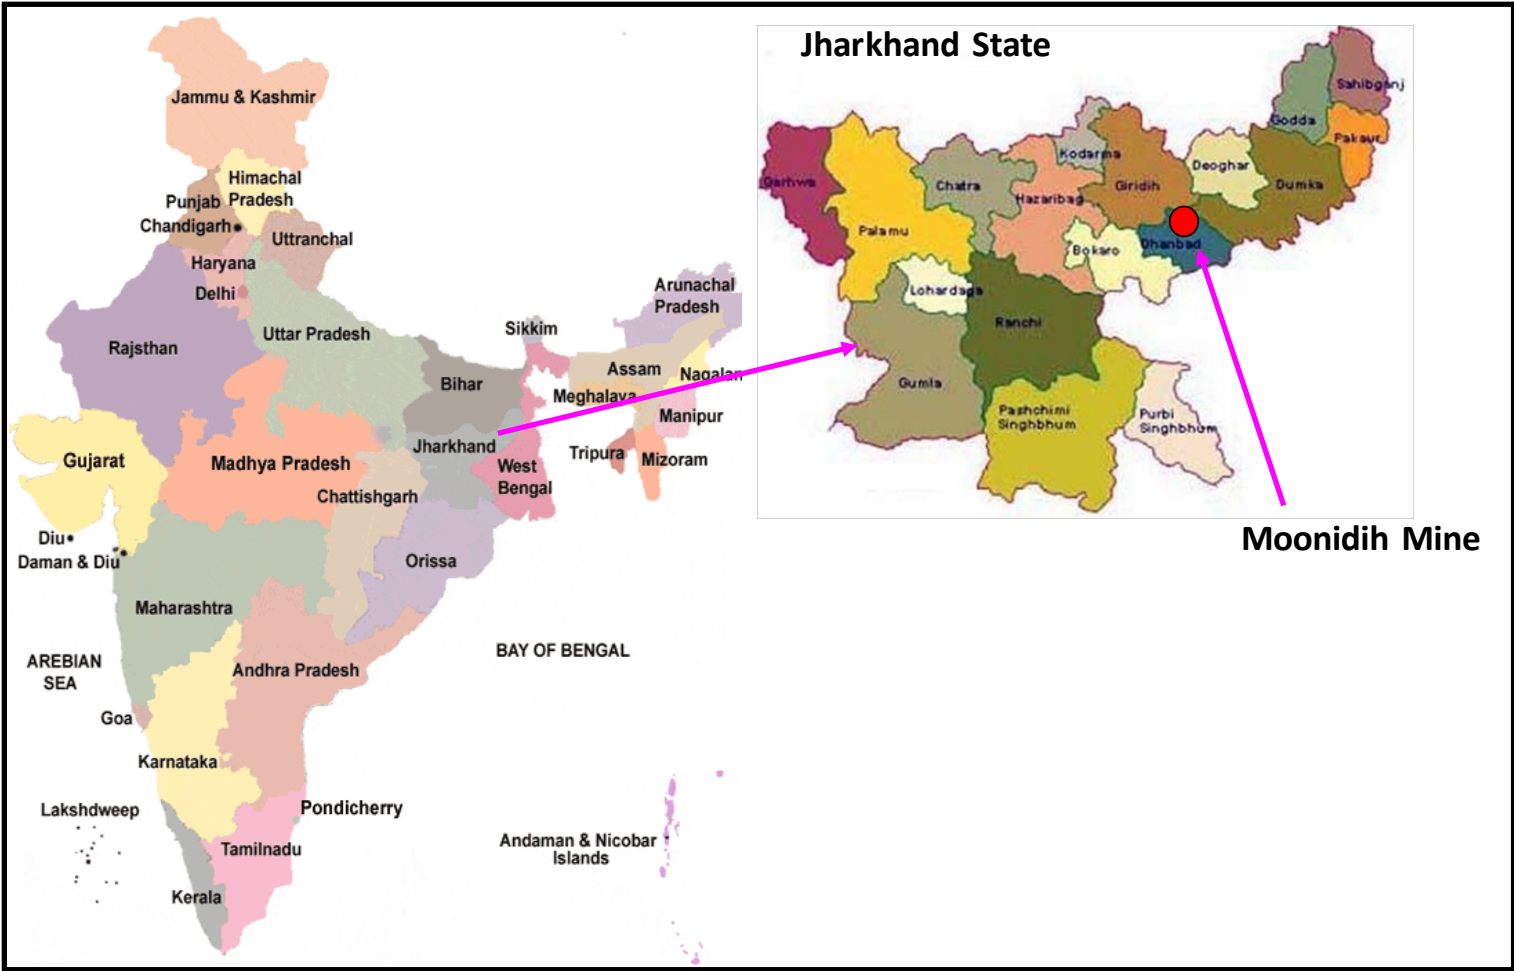 Jammu & Kashmir
Himachal
Pradesh
Punjab
Chandigarh
Uttranchal
Haryana
Delhi
Rajsthan
Uttar Pradesh
Sikkim
Arunachal
Pradesh
Assam
Nagalan
Meghalaya
Manipur
Tripura
Mizoram
Bihar
Jharkhand
West
Bengal
Gujarat
Madhya Pradesh
Chattishgarh
Diu
Daman & Diu
Orissa
Maharashtra
BAY OF BENGAL
AREBIAN
SEA
Andhra Pradesh
Goa
Karnataka
Lakshdweep
Pondicherry
Tamilnadu
Kerala
Andaman & Nicobar
Islands
Jharkhand State
Sahibganj
Godda
Pakaur
Kodarma
Deoghar
Dumka
Garhwa
Chatra
Giridih
Hazaribag
Palamu
Bokaro
Dhanbad
Lohardaga
Ranchi
Gumla
Pashchimi
Singhbhum
Purbi
Singhbhum
Moonidih Mine